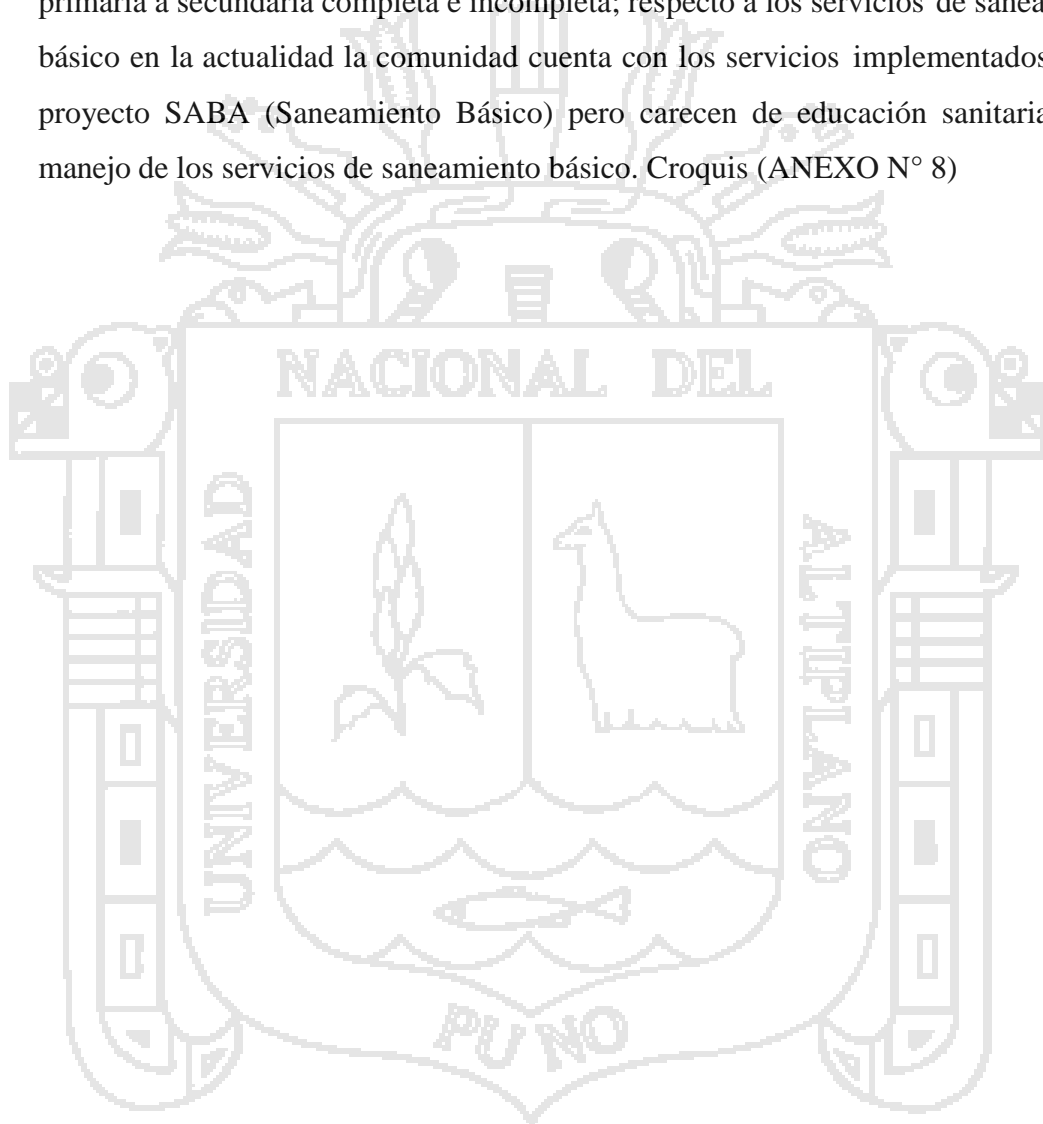 primaria a secundaria completa e incompleta; respecto a los servicios de sanea
básico en la actualidad la comunidad cuenta con los servicios implementados
proyecto SABA (Saneamiento Básico) pero carecen de educación sanitaria
manejo de los servicios de saneamiento básico. Croquis (ANEXO N° 8)
NACIONAL DEL
UNIVERSIDAD
ALTIPLANO
PUNO